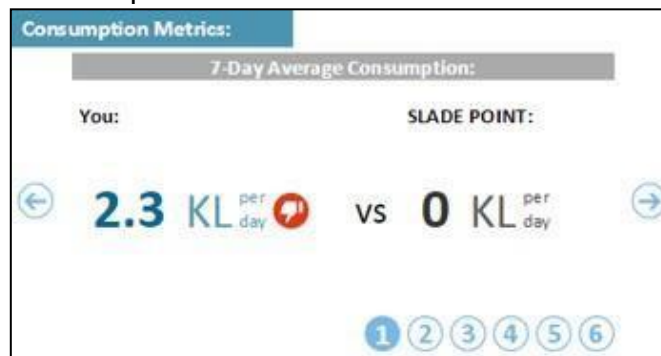 Consumption Metrics:
7-Day Average Consumption:
You: SLADE POINT:
2.3 KL per day vs 0 KL per day
1 2 3 4 5 6